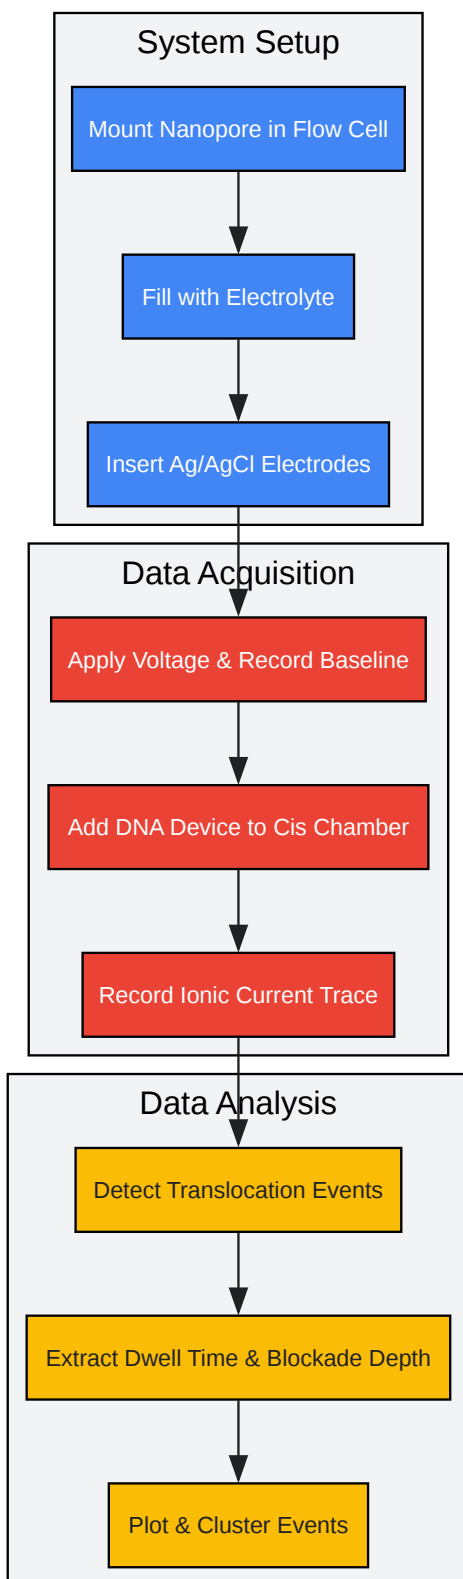 System Setup
Mount Nanopore in Flow Cell
Fill with Electrolyte
Insert Ag/AgCl Electrodes
Data Acquisition
Apply Voltage & Record Baseline
Add DNA Device to Cis Chamber
Record Ionic Current Trace
Data Analysis
Detect Translocation Events
Extract Dwell Time & Blockade Depth
Plot & Cluster Events